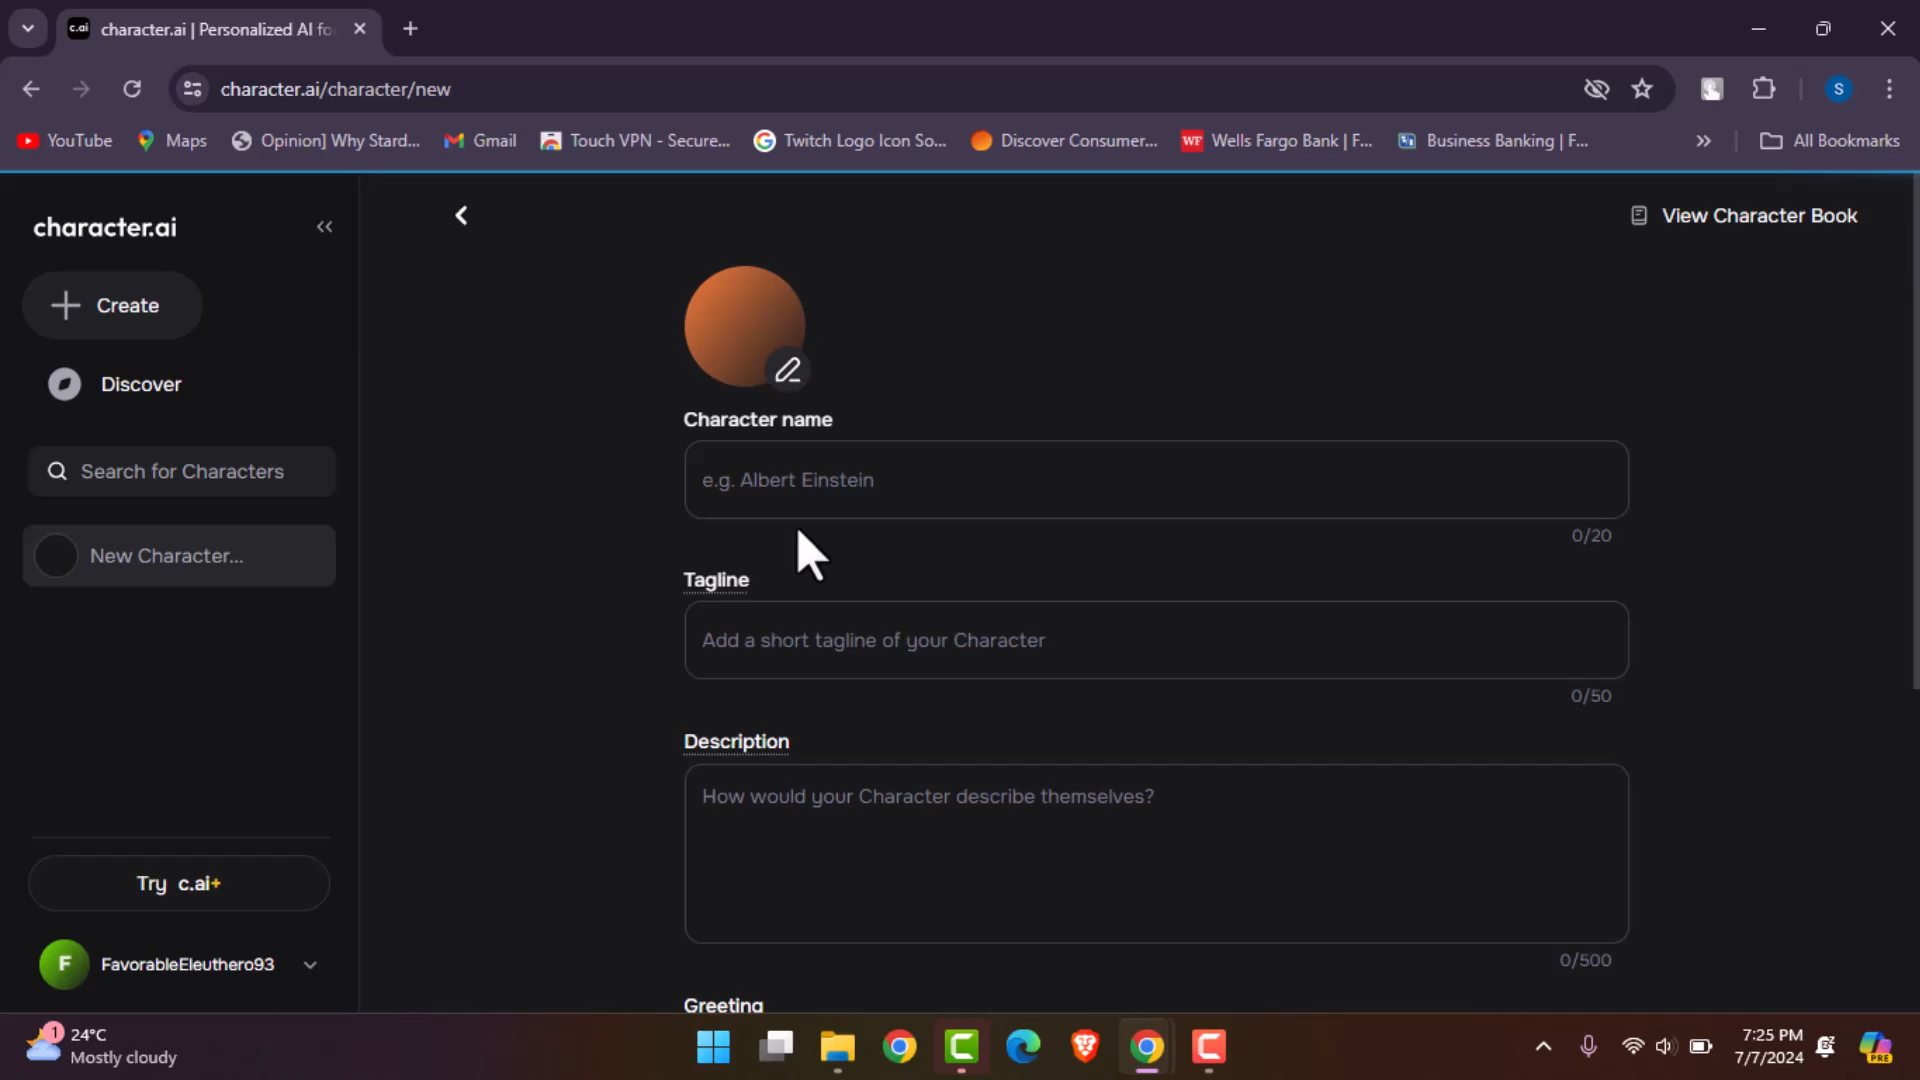 c.ai character.ai | Personalized AI fo
character.ai/character/new
S
YouTube Maps Opinion] Why Stard... Gmail Touch VPN - Secure... Twitch Logo Icon So... Discover Consumer... WF Wells Fargo Bank | F... Business Banking | F... » All Bookmarks
character.ai
View Character Book
Create
Discover
Character name
Search for Characters
e.g. Albert Einstein
0/20
New Character...
Tagline
Add a short tagline of your Character
0/50
Description
How would your Character describe themselves?
Try c.ai+
0/500
F FavorableEleuthero93
Greeting
1 24°C
Mostly cloudy
7:25 PM
7/7/2024
PRE